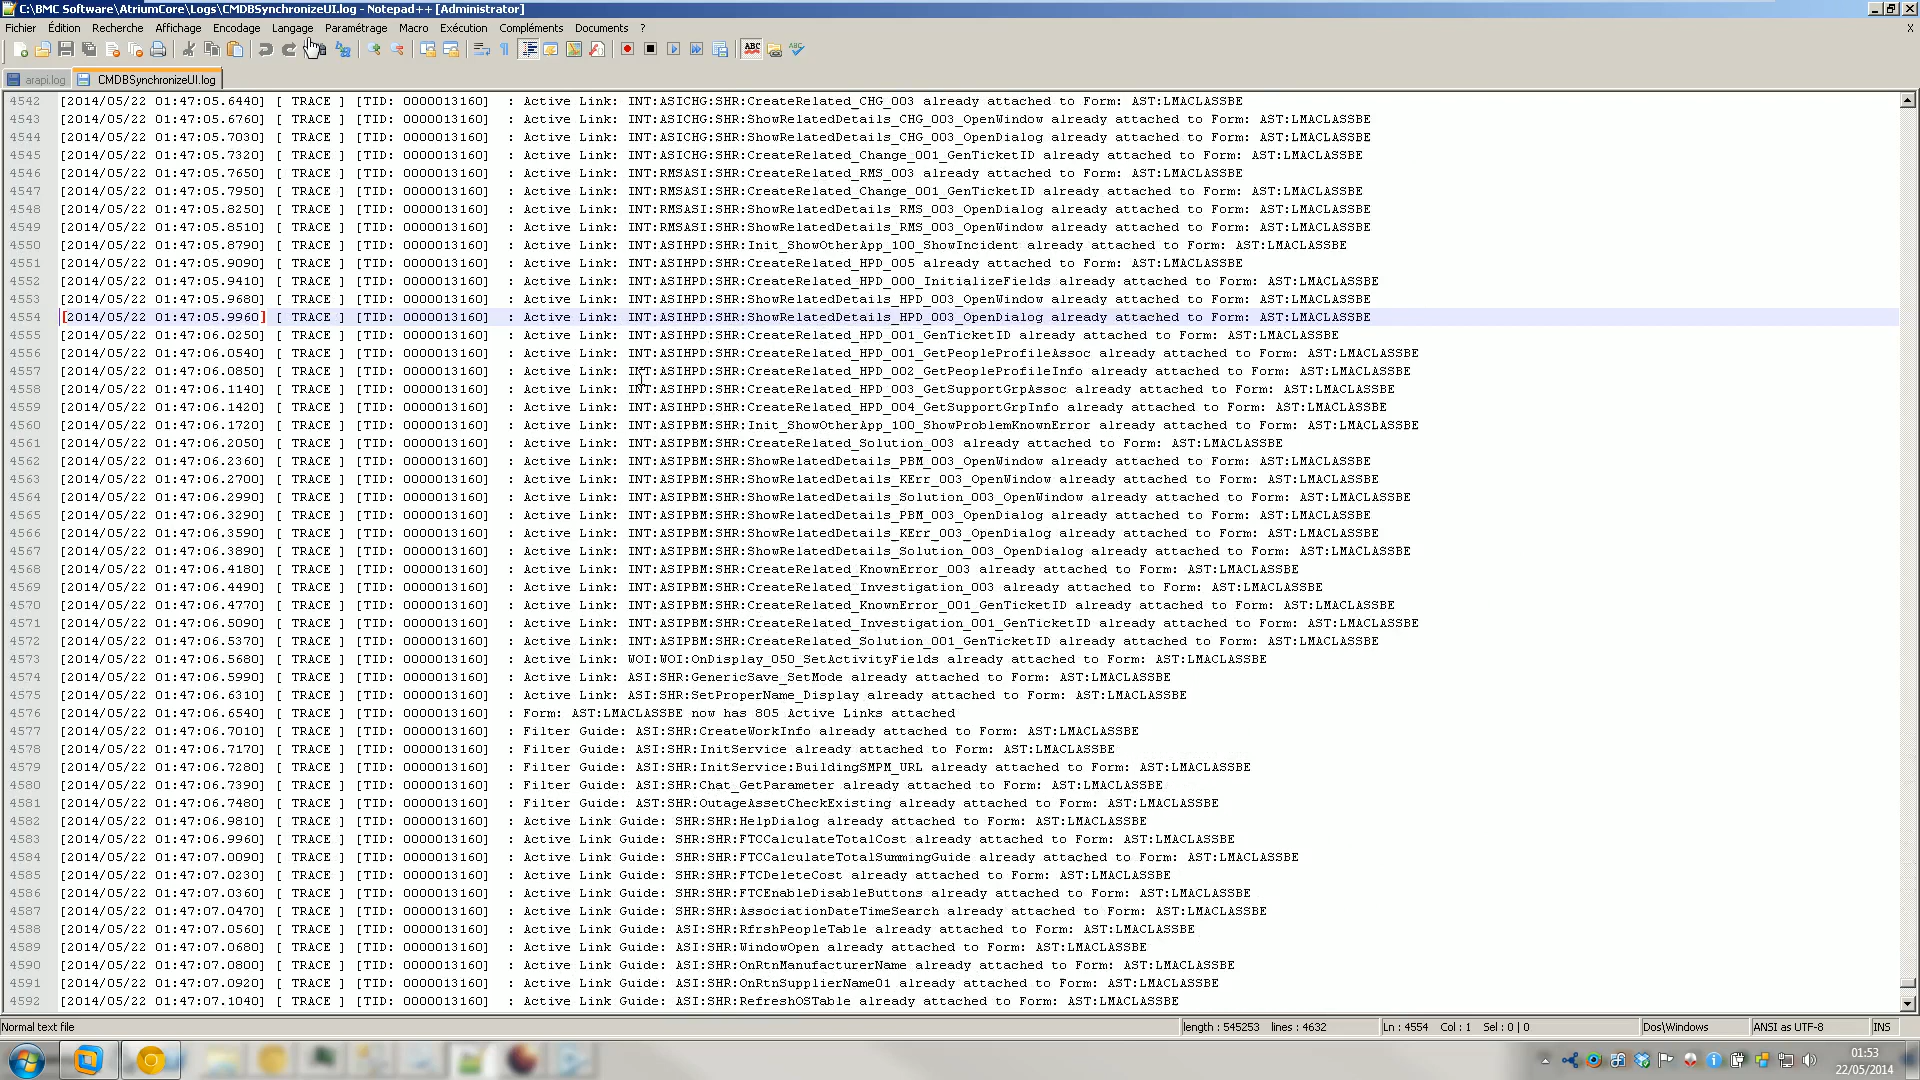 C:\BMC Software\AtriumCore\Logs\CMDBSynchronizeUI.log - Notepad++ [Administrator]
Fichier Édition Recherche Affichage Encodage Langage Paramétrage Macro Exécution Compléments Documents ? X
arapi.log CMDBSynchronizeUI.log
4542 [2014/05/22 01:47:05.6440] [ TRACE ] [TID: 0000013160] : Active Link: INT:ASICHG:SHR:CreateRelated_CHG_003 already attached to Form: AST:LMACLASSBE
4543 [2014/05/22 01:47:05.6760] [ TRACE ] [TID: 0000013160] : Active Link: INT:ASICHG:SHR:ShowRelatedDetails_CHG_003_OpenWindow already attached to Form: AST:LMACLASSBE
4544 [2014/05/22 01:47:05.7030] [ TRACE ] [TID: 0000013160] : Active Link: INT:ASICHG:SHR:ShowRelatedDetails_CHG_003_OpenDialog already attached to Form: AST:LMACLASSBE
4545 [2014/05/22 01:47:05.7320] [ TRACE ] [TID: 0000013160] : Active Link: INT:ASICHG:SHR:CreateRelated_Change_001_GenTicketID already attached to Form: AST:LMACLASSBE
4546 [2014/05/22 01:47:05.7650] [ TRACE ] [TID: 0000013160] : Active Link: INT:RMSASI:SHR:CreateRelated_RMS_003 already attached to Form: AST:LMACLASSBE
4547 [2014/05/22 01:47:05.7950] [ TRACE ] [TID: 0000013160] : Active Link: INT:RMSASI:SHR:CreateRelated_Change_001_GenTicketID already attached to Form: AST:LMACLASSBE
4548 [2014/05/22 01:47:05.8250] [ TRACE ] [TID: 0000013160] : Active Link: INT:RMSASI:SHR:ShowRelatedDetails_RMS_003_OpenDialog already attached to Form: AST:LMACLASSBE
4549 [2014/05/22 01:47:05.8510] [ TRACE ] [TID: 0000013160] : Active Link: INT:RMSASI:SHR:ShowRelatedDetails_RMS_003_OpenWindow already attached to Form: AST:LMACLASSBE
4550 [2014/05/22 01:47:05.8790] [ TRACE ] [TID: 0000013160] : Active Link: INT:ASIHPD:SHR:Init_ShowOtherApp_100_ShowIncident already attached to Form: AST:LMACLASSBE
4551 [2014/05/22 01:47:05.9090] [ TRACE ] [TID: 0000013160] : Active Link: INT:ASIHPD:SHR:CreateRelated_HPD_005 already attached to Form: AST:LMACLASSBE
4552 [2014/05/22 01:47:05.9410] [ TRACE ] [TID: 0000013160] : Active Link: INT:ASIHPD:SHR:CreateRelated_HPD_000_InitializeFields already attached to Form: AST:LMACLASSBE
4553 [2014/05/22 01:47:05.9680] [ TRACE ] [TID: 0000013160] : Active Link: INT:ASIHPD:SHR:ShowRelatedDetails_HPD_003_OpenWindow already attached to Form: AST:LMACLASSBE
4554 [2014/05/22 01:47:05.9960] [ TRACE ] [TID: 0000013160] : Active Link: INT:ASIHPD:SHR:ShowRelatedDetails_HPD_003_OpenDialog already attached to Form: AST:LMACLASSBE
4555 [2014/05/22 01:47:06.0250] [ TRACE ] [TID: 0000013160] : Active Link: INT:ASIHPD:SHR:CreateRelated_HPD_001_GenTicketID already attached to Form: AST:LMACLASSBE
4556 [2014/05/22 01:47:06.0540] [ TRACE ] [TID: 0000013160] : Active Link: INT:ASIHPD:SHR:CreateRelated_HPD_001_GetPeopleProfileAssoc already attached to Form: AST:LMACLASSBE
4557 [2014/05/22 01:47:06.0850] [ TRACE ] [TID: 0000013160] : Active Link: INT:ASIHPD:SHR:CreateRelated_HPD_002_GetPeopleProfileInfo already attached to Form: AST:LMACLASSBE
4558 [2014/05/22 01:47:06.1140] [ TRACE ] [TID: 0000013160] : Active Link: INT:ASIHPD:SHR:CreateRelated_HPD_003_GetSupportGrpAssoc already attached to Form: AST:LMACLASSBE
4559 [2014/05/22 01:47:06.1420] [ TRACE ] [TID: 0000013160] : Active Link: INT:ASIHPD:SHR:CreateRelated_HPD_004_GetSupportGrpInfo already attached to Form: AST:LMACLASSBE
4560 [2014/05/22 01:47:06.1720] [ TRACE ] [TID: 0000013160] : Active Link: INT:ASIPBM:SHR:Init_ShowOtherApp_100_ShowProblemKnownError already attached to Form: AST:LMACLASSBE
4561 [2014/05/22 01:47:06.2050] [ TRACE ] [TID: 0000013160] : Active Link: INT:ASIPBM:SHR:CreateRelated_Solution_003 already attached to Form: AST:LMACLASSBE
4562 [2014/05/22 01:47:06.2360] [ TRACE ] [TID: 0000013160] : Active Link: INT:ASIPBM:SHR:ShowRelatedDetails_PBM_003_OpenWindow already attached to Form: AST:LMACLASSBE
4563 [2014/05/22 01:47:06.2700] [ TRACE ] [TID: 0000013160] : Active Link: INT:ASIPBM:SHR:ShowRelatedDetails_KErr_003_OpenWindow already attached to Form: AST:LMACLASSBE
4564 [2014/05/22 01:47:06.2990] [ TRACE ] [TID: 0000013160] : Active Link: INT:ASIPBM:SHR:ShowRelatedDetails_Solution_003_OpenWindow already attached to Form: AST:LMACLASSBE
4565 [2014/05/22 01:47:06.3290] [ TRACE ] [TID: 0000013160] : Active Link: INT:ASIPBM:SHR:ShowRelatedDetails_PBM_003_OpenDialog already attached to Form: AST:LMACLASSBE
4566 [2014/05/22 01:47:06.3590] [ TRACE ] [TID: 0000013160] : Active Link: INT:ASIPBM:SHR:ShowRelatedDetails_KErr_003_OpenDialog already attached to Form: AST:LMACLASSBE
4567 [2014/05/22 01:47:06.3890] [ TRACE ] [TID: 0000013160] : Active Link: INT:ASIPBM:SHR:ShowRelatedDetails_Solution_003_OpenDialog already attached to Form: AST:LMACLASSBE
4568 [2014/05/22 01:47:06.4180] [ TRACE ] [TID: 0000013160] : Active Link: INT:ASIPBM:SHR:CreateRelated_KnownError_003 already attached to Form: AST:LMACLASSBE
4569 [2014/05/22 01:47:06.4490] [ TRACE ] [TID: 0000013160] : Active Link: INT:ASIPBM:SHR:CreateRelated_Investigation_003 already attached to Form: AST:LMACLASSBE
4570 [2014/05/22 01:47:06.4770] [ TRACE ] [TID: 0000013160] : Active Link: INT:ASIPBM:SHR:CreateRelated_KnownError_001_GenTicketID already attached to Form: AST:LMACLASSBE
4571 [2014/05/22 01:47:06.5090] [ TRACE ] [TID: 0000013160] : Active Link: INT:ASIPBM:SHR:CreateRelated_Investigation_001_GenTicketID already attached to Form: AST:LMACLASSBE
4572 [2014/05/22 01:47:06.5370] [ TRACE ] [TID: 0000013160] : Active Link: INT:ASIPBM:SHR:CreateRelated_Solution_001_GenTicketID already attached to Form: AST:LMACLASSBE
4573 [2014/05/22 01:47:06.5680] [ TRACE ] [TID: 0000013160] : Active Link: WOI:WOI:OnDisplay_050_SetActivityFields already attached to Form: AST:LMACLASSBE
4574 [2014/05/22 01:47:06.5990] [ TRACE ] [TID: 0000013160] : Active Link: ASI:SHR:GenericSave_SetMode already attached to Form: AST:LMACLASSBE
4575 [2014/05/22 01:47:06.6310] [ TRACE ] [TID: 0000013160] : Active Link: ASI:SHR:SetProperName_Display already attached to Form: AST:LMACLASSBE
4576 [2014/05/22 01:47:06.6540] [ TRACE ] [TID: 0000013160] : Form: AST:LMACLASSBE now has 805 Active Links attached
4577 [2014/05/22 01:47:06.7010] [ TRACE ] [TID: 0000013160] : Filter Guide: ASI:SHR:CreateWorkInfo already attached to Form: AST:LMACLASSBE
4578 [2014/05/22 01:47:06.7170] [ TRACE ] [TID: 0000013160] : Filter Guide: ASI:SHR:InitService already attached to Form: AST:LMACLASSBE
4579 [2014/05/22 01:47:06.7280] [ TRACE ] [TID: 0000013160] : Filter Guide: ASI:SHR:InitService:BuildingSMPM_URL already attached to Form: AST:LMACLASSBE
4580 [2014/05/22 01:47:06.7390] [ TRACE ] [TID: 0000013160] : Filter Guide: ASI:SHR:Chat_GetParameter already attached to Form: AST:LMACLASSBE
4581 [2014/05/22 01:47:06.7480] [ TRACE ] [TID: 0000013160] : Filter Guide: AST:SHR:OutageAssetCheckExisting already attached to Form: AST:LMACLASSBE
4582 [2014/05/22 01:47:06.9810] [ TRACE ] [TID: 0000013160] : Active Link Guide: SHR:SHR:HelpDialog already attached to Form: AST:LMACLASSBE
4583 [2014/05/22 01:47:06.9960] [ TRACE ] [TID: 0000013160] : Active Link Guide: SHR:SHR:FTCCalculateTotalCost already attached to Form: AST:LMACLASSBE
4584 [2014/05/22 01:47:07.0090] [ TRACE ] [TID: 0000013160] : Active Link Guide: SHR:SHR:FTCCalculateTotalSummingGuide already attached to Form: AST:LMACLASSBE
4585 [2014/05/22 01:47:07.0230] [ TRACE ] [TID: 0000013160] : Active Link Guide: SHR:SHR:FTCDeleteCost already attached to Form: AST:LMACLASSBE
4586 [2014/05/22 01:47:07.0360] [ TRACE ] [TID: 0000013160] : Active Link Guide: SHR:SHR:FTCEnableDisableButtons already attached to Form: AST:LMACLASSBE
4587 [2014/05/22 01:47:07.0470] [ TRACE ] [TID: 0000013160] : Active Link Guide: SHR:SHR:AssociationDateTimeSearch already attached to Form: AST:LMACLASSBE
4588 [2014/05/22 01:47:07.0560] [ TRACE ] [TID: 0000013160] : Active Link Guide: ASI:SHR:RfrshPeopleTable already attached to Form: AST:LMACLASSBE
4589 [2014/05/22 01:47:07.0680] [ TRACE ] [TID: 0000013160] : Active Link Guide: ASI:SHR:WindowOpen already attached to Form: AST:LMACLASSBE
4590 [2014/05/22 01:47:07.0800] [ TRACE ] [TID: 0000013160] : Active Link Guide: ASI:SHR:OnRtnManufacturerName already attached to Form: AST:LMACLASSBE
4591 [2014/05/22 01:47:07.0920] [ TRACE ] [TID: 0000013160] : Active Link Guide: ASI:SHR:OnRtnSupplierName01 already attached to Form: AST:LMACLASSBE
4592 [2014/05/22 01:47:07.1040] [ TRACE ] [TID: 0000013160] : Active Link Guide: ASI:SHR:RefreshOSTable already attached to Form: AST:LMACLASSBE
Normal text file length : 545253 lines : 4632 Ln : 4554 Col : 1 Sel : 0 | 0 Dos\Windows ANSI as UTF-8 INS
01:53
22/05/2014